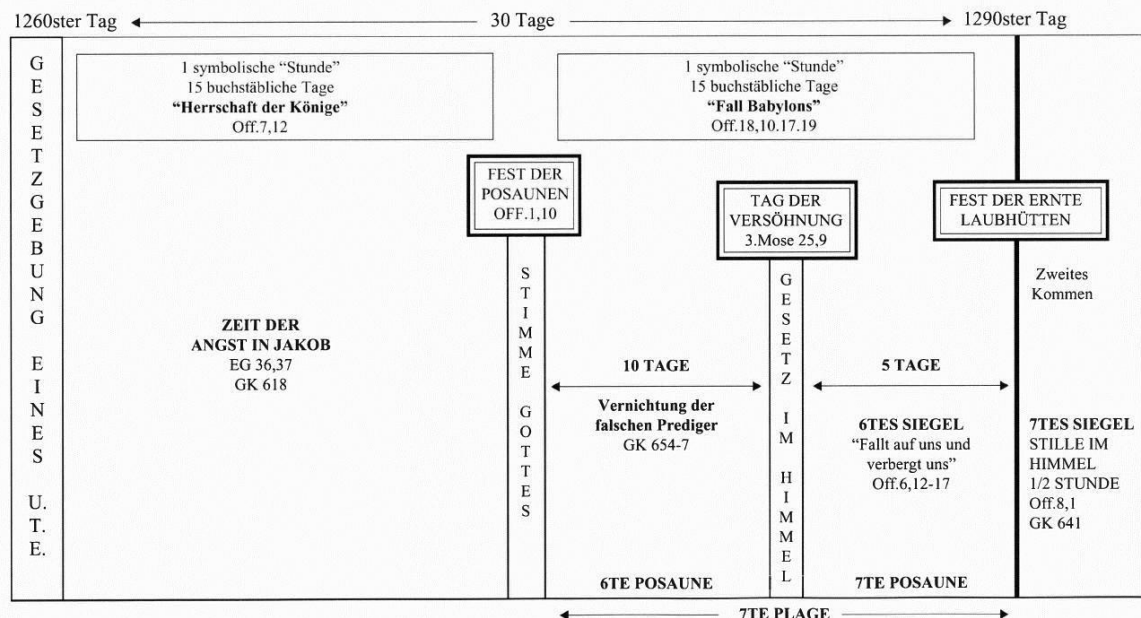 1260ster Tag
30 Tage
1290ster Tag
GESETZGEBUNG EINES U.T.E.
1 symbolische “Stunde”
15 buchstäbliche Tage
“Herrschaft der Könige”
Off.7,12
1 symbolische “Stunde”
15 buchstäbliche Tage
“Fall Babylons”
Off.18,10.17.19
FEST DER
POSAUNEN
OFF.1,10
TAG DER
VERSÖHNUNG
3.Mose 25,9
FEST DER ERNTE
LAUBHÜTTEN
ZEIT DER
ANGST IN JAKOB
EG 36,37
GK 618
STIMME GOTTES
10 TAGE
Vernichtung der
falschen Prediger
GK 654-7
6TE POSAUNE
GESETZ IM HIMMEL
5 TAGE
6TES SIEGEL
“Fallt auf uns und
verbergt uns”
Off.6,12-17
7TE POSAUNE
Zweites
Kommen
7TES SIEGEL
STILLE IM
HIMMEL
1/2 STUNDE
Off.8,1
GK 641
7TE PLAGE